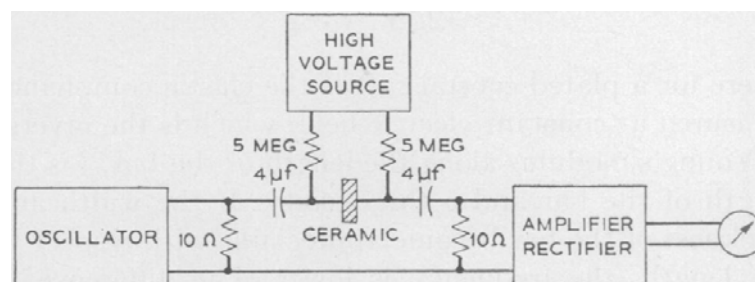 HIGH
VOLTAGE
SOURCE
5 MEG
5 MEG
4μf
4μf
OSCILLATOR
10 Ω
CERAMIC
10Ω
AMPLIFIER
RECTIFIER